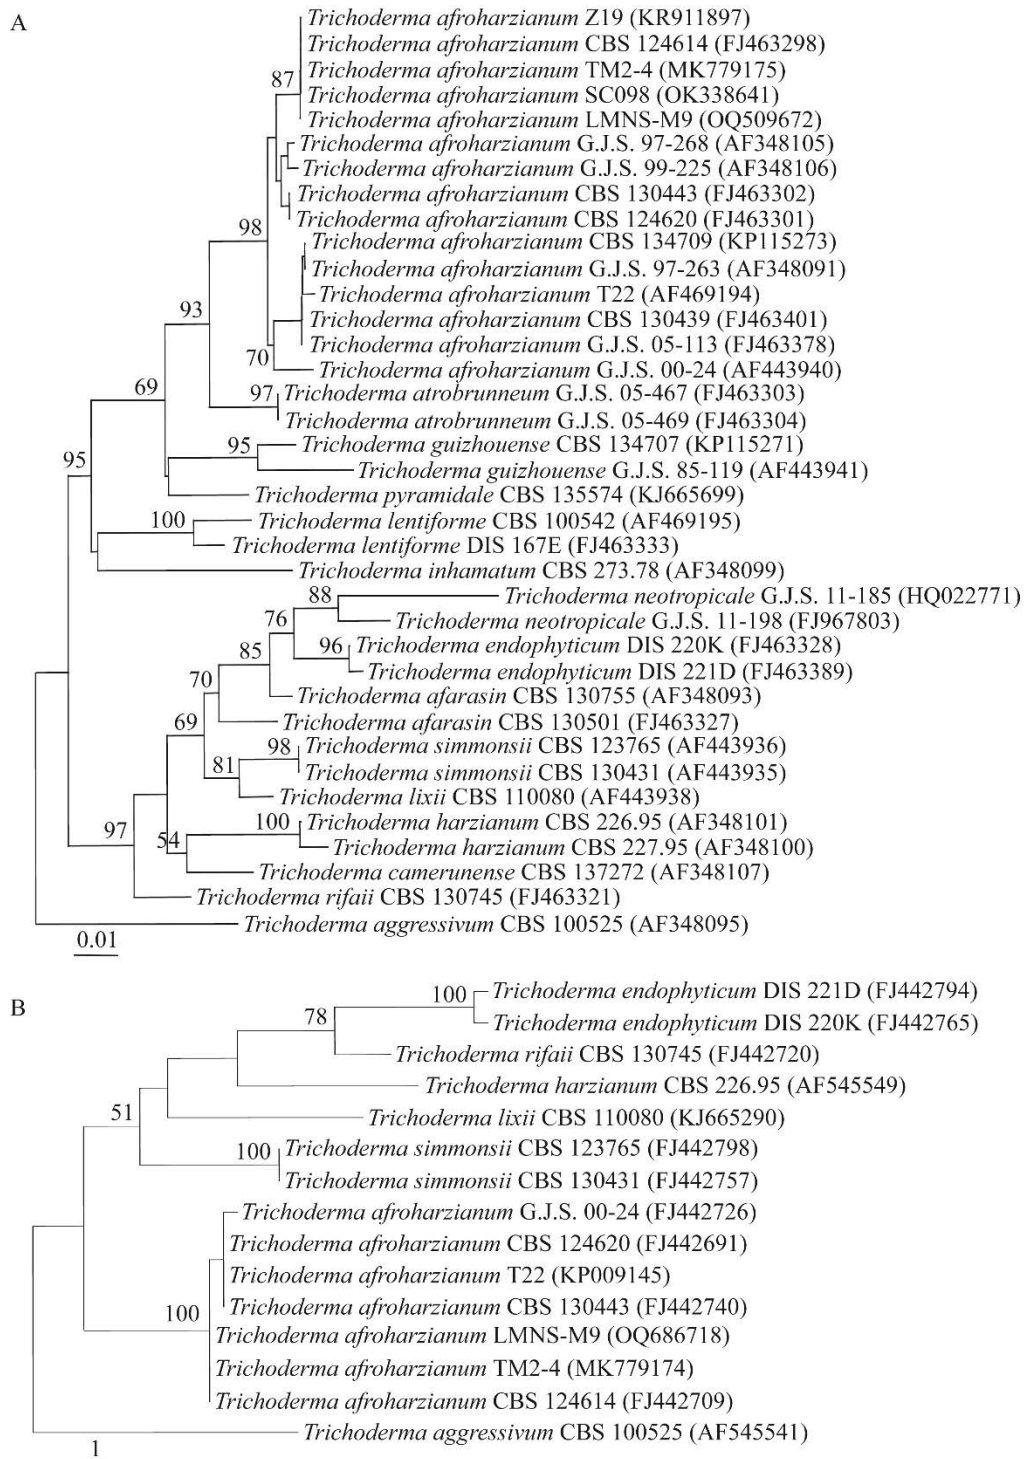 A
Trichoderma afroharzianum Z19 (KR911897)
Trichoderma afroharzianum CBS 124614 (FJ463298)
Trichoderma afroharzianum TM2-4 (MK779175)
87
Trichoderma afroharzianum SC098 (OK338641)
Trichoderma afroharzianum LMNS-M9 (OQ509672)
Trichoderma afroharzianum G.J.S. 97-268 (AF348105)
Trichoderma afroharzianum G.J.S. 99-225 (AF348106)
Trichoderma afroharzianum CBS 130443 (FJ463302)
Trichoderma afroharzianum CBS 124620 (FJ463301)
98
Trichoderma afroharzianum CBS 134709 (KP115273)
Trichoderma afroharzianum G.J.S. 97-263 (AF348091)
Trichoderma afroharzianum T22 (AF469194)
93
Trichoderma afroharzianum CBS 130439 (FJ463401)
Trichoderma afroharzianum G.J.S. 05-113 (FJ463378)
70
Trichoderma afroharzianum G.J.S. 00-24 (AF443940)
69
97
Trichoderma atrobrunneum G.J.S. 05-467 (FJ463303)
Trichoderma atrobrunneum G.J.S. 05-469 (FJ463304)
95
Trichoderma guizhouense CBS 134707 (KP115271)
95
Trichoderma guizhouense G.J.S. 85-119 (AF443941)
Trichoderma pyramidale CBS 135574 (KJ665699)
100
Trichoderma lentiforme CBS 100542 (AF469195)
Trichoderma lentiforme DIS 167E (FJ463333)
Trichoderma inhamatum CBS 273.78 (AF348099)
88
Trichoderma neotropicale G.J.S. 11-185 (HQ022771)
76
Trichoderma neotropicale G.J.S. 11-198 (FJ967803)
96
Trichoderma endophyticum DIS 220K (FJ463328)
85
Trichoderma endophyticum DIS 221D (FJ463389)
70
Trichoderma afarasin CBS 130755 (AF348093)
69
Trichoderma afarasin CBS 130501 (FJ463327)
98
Trichoderma simmonsii CBS 123765 (AF443936)
81
Trichoderma simmonsii CBS 130431 (AF443935)
Trichoderma lixii CBS 110080 (AF443938)
97
100
Trichoderma harzianum CBS 226.95 (AF348101)
54
Trichoderma harzianum CBS 227.95 (AF348100)
Trichoderma camerunense CBS 137272 (AF348107)
Trichoderma rifaii CBS 130745 (FJ463321)
Trichoderma aggressivum CBS 100525 (AF348095)
0.01
B
100
Trichoderma endophyticum DIS 221D (FJ442794)
78
Trichoderma endophyticum DIS 220K (FJ442765)
Trichoderma rifaii CBS 130745 (FJ442720)
Trichoderma harzianum CBS 226.95 (AF545549)
51
Trichoderma lixii CBS 110080 (KJ665290)
100
Trichoderma simmonsii CBS 123765 (FJ442798)
Trichoderma simmonsii CBS 130431 (FJ442757)
Trichoderma afroharzianum G.J.S. 00-24 (FJ442726)
Trichoderma afroharzianum CBS 124620 (FJ442691)
Trichoderma afroharzianum T22 (KP009145)
100
Trichoderma afroharzianum CBS 130443 (FJ442740)
Trichoderma afroharzianum LMNS-M9 (OQ686718)
Trichoderma afroharzianum TM2-4 (MK779174)
Trichoderma afroharzianum CBS 124614 (FJ442709)
Trichoderma aggressivum CBS 100525 (AF545541)
1